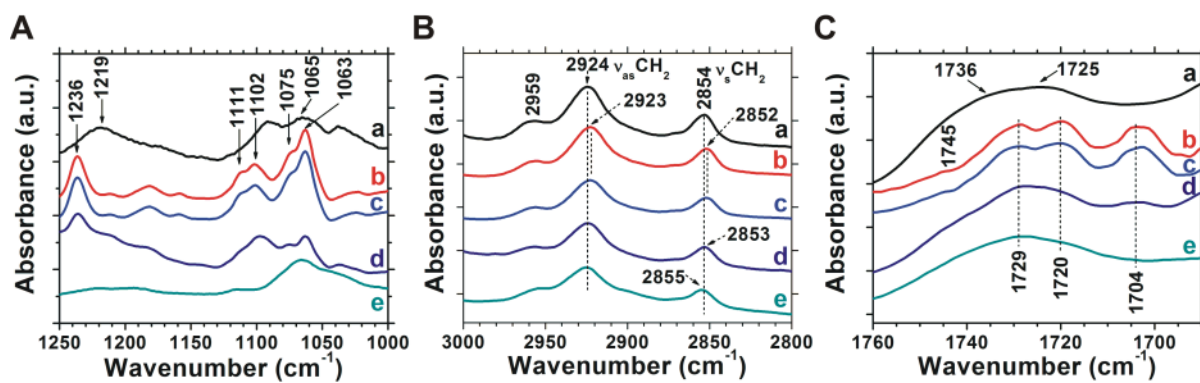 A
Absorbance (a.u.)
1236
1219
1111
1102
1075
1065
1063
a
b
c
d
e
1250 1200 1150 1100 1050 1000
Wavenumber (cm-1)
B
Absorbance (a.u.)
2959
2924 νasCH2
2923
2854
νsCH2
2852
a
b
c
d
2853
2855
e
3000 2950 2900 2850 2800
Wavenumber (cm-1)
C
Absorbance (a.u.)
1736
1725
1745
a
b
c
d
e
1729
1720
1704
1760 1740 1720 1700
Wavenumber (cm-1)